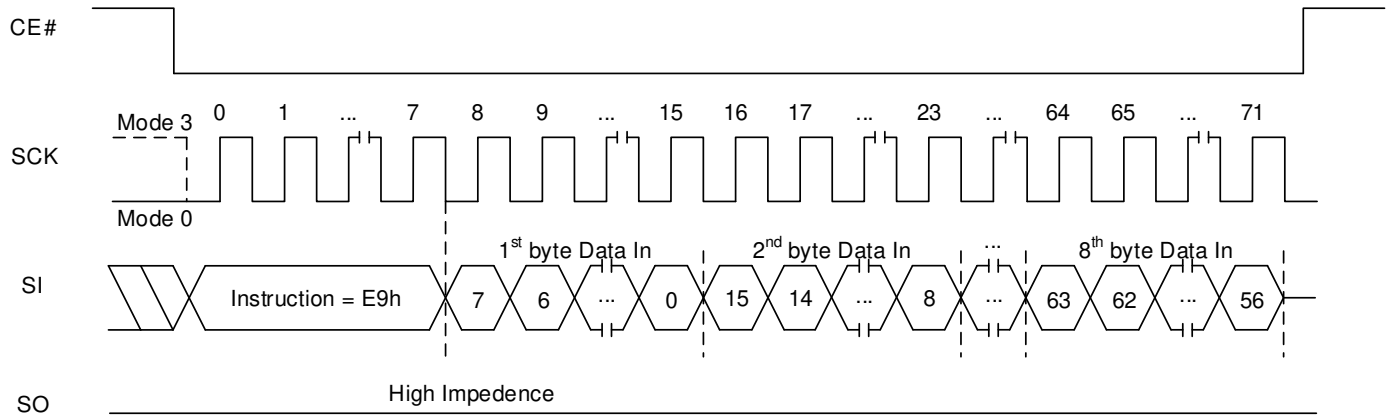 CE#
0 1 ... 7 8 9 ... 15 16 17 ... 23 ... 64 65 ... 71
Mode 3
SCK
Mode 0
1st byte Data In 2nd byte Data In ... 8th byte Data In
SI
Instruction = E9h 7 6 ... 0 15 14 ... 8 ... 63 62 ... 56
High Impedence
SO